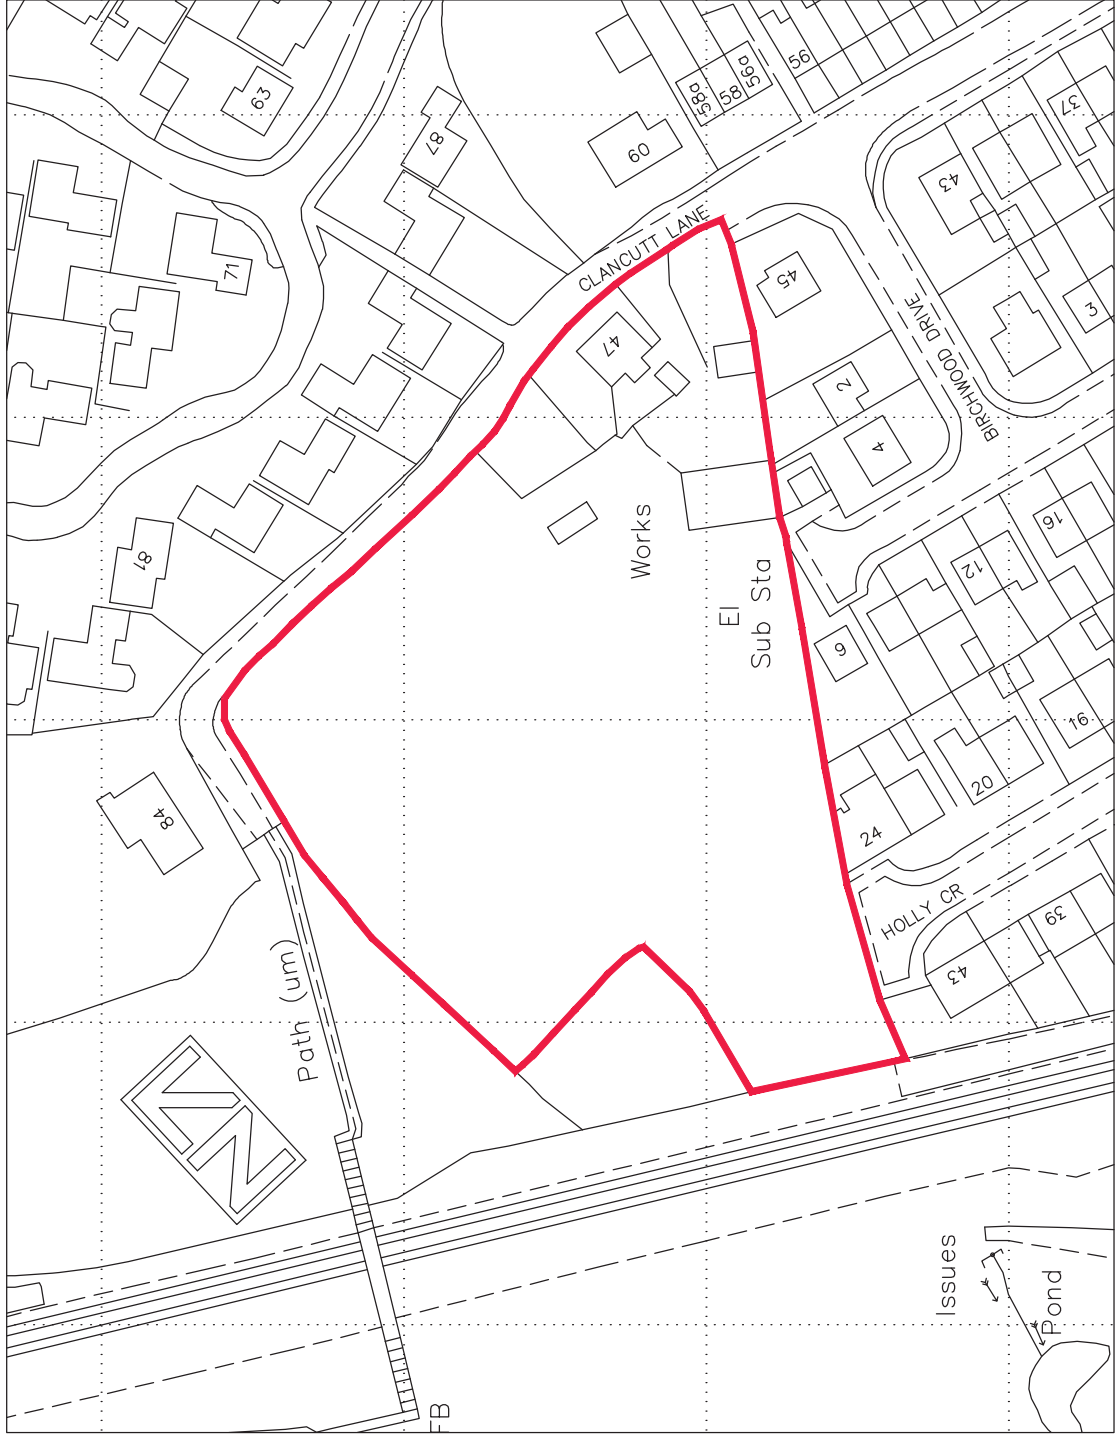 63
56
56a
58
58a
37
87
60
43
CLANCUTT LANE
71
45
3
BIRCHWOOD DRIVE
47
2
4
81
Works
16
12
El
Sub Sta
9
16
20
84
24
HOLLY CR
39
43
Path (um)
Issues
Pond
FB